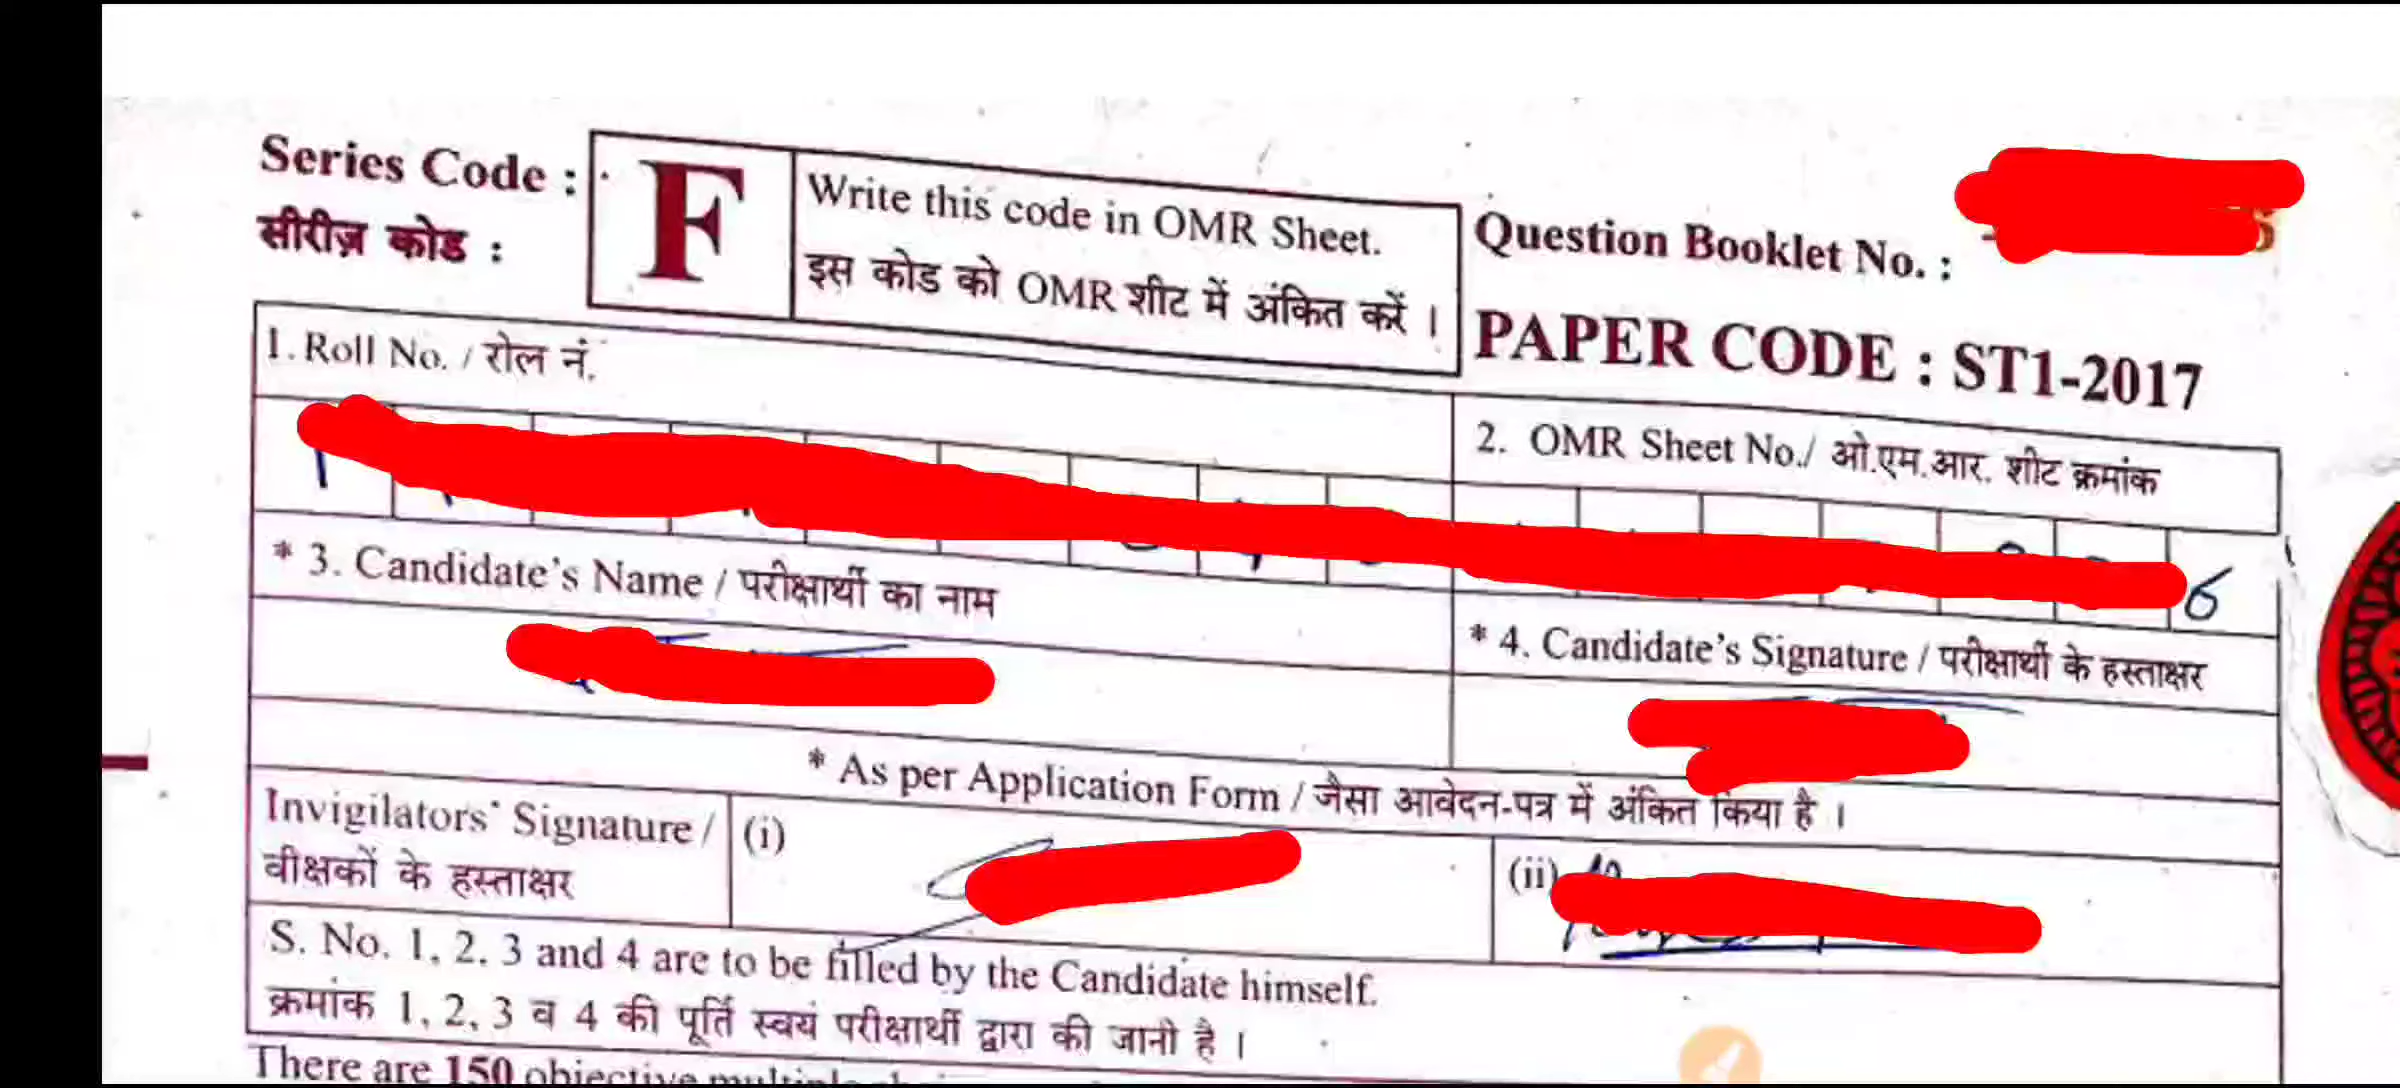 Series Code :
सीरीज़ कोड :
F
Write this code in OMR Sheet.
इस कोड को OMR शीट में अंकित करें ।
Question Booklet No. :
PAPER CODE : ST1-2017
1. Roll No. / रोल नं.
2. OMR Sheet No./ ओ.एम.आर. शीट क्रमांक
6
* 3. Candidate's Name / परीक्षार्थी का नाम
* 4. Candidate's Signature / परीक्षार्थी के हस्ताक्षर
* As per Application Form / जैसा आवेदन-पत्र में अंकित किया है ।
Invigilators' Signature /
वीक्षकों के हस्ताक्षर
(i)
(ii)
S. No. 1, 2, 3 and 4 are to be filled by the Candidate himself.
क्रमांक 1, 2, 3 व 4 की पूर्ति स्वयं परीक्षार्थी द्वारा की जानी है ।
There are 150 objective